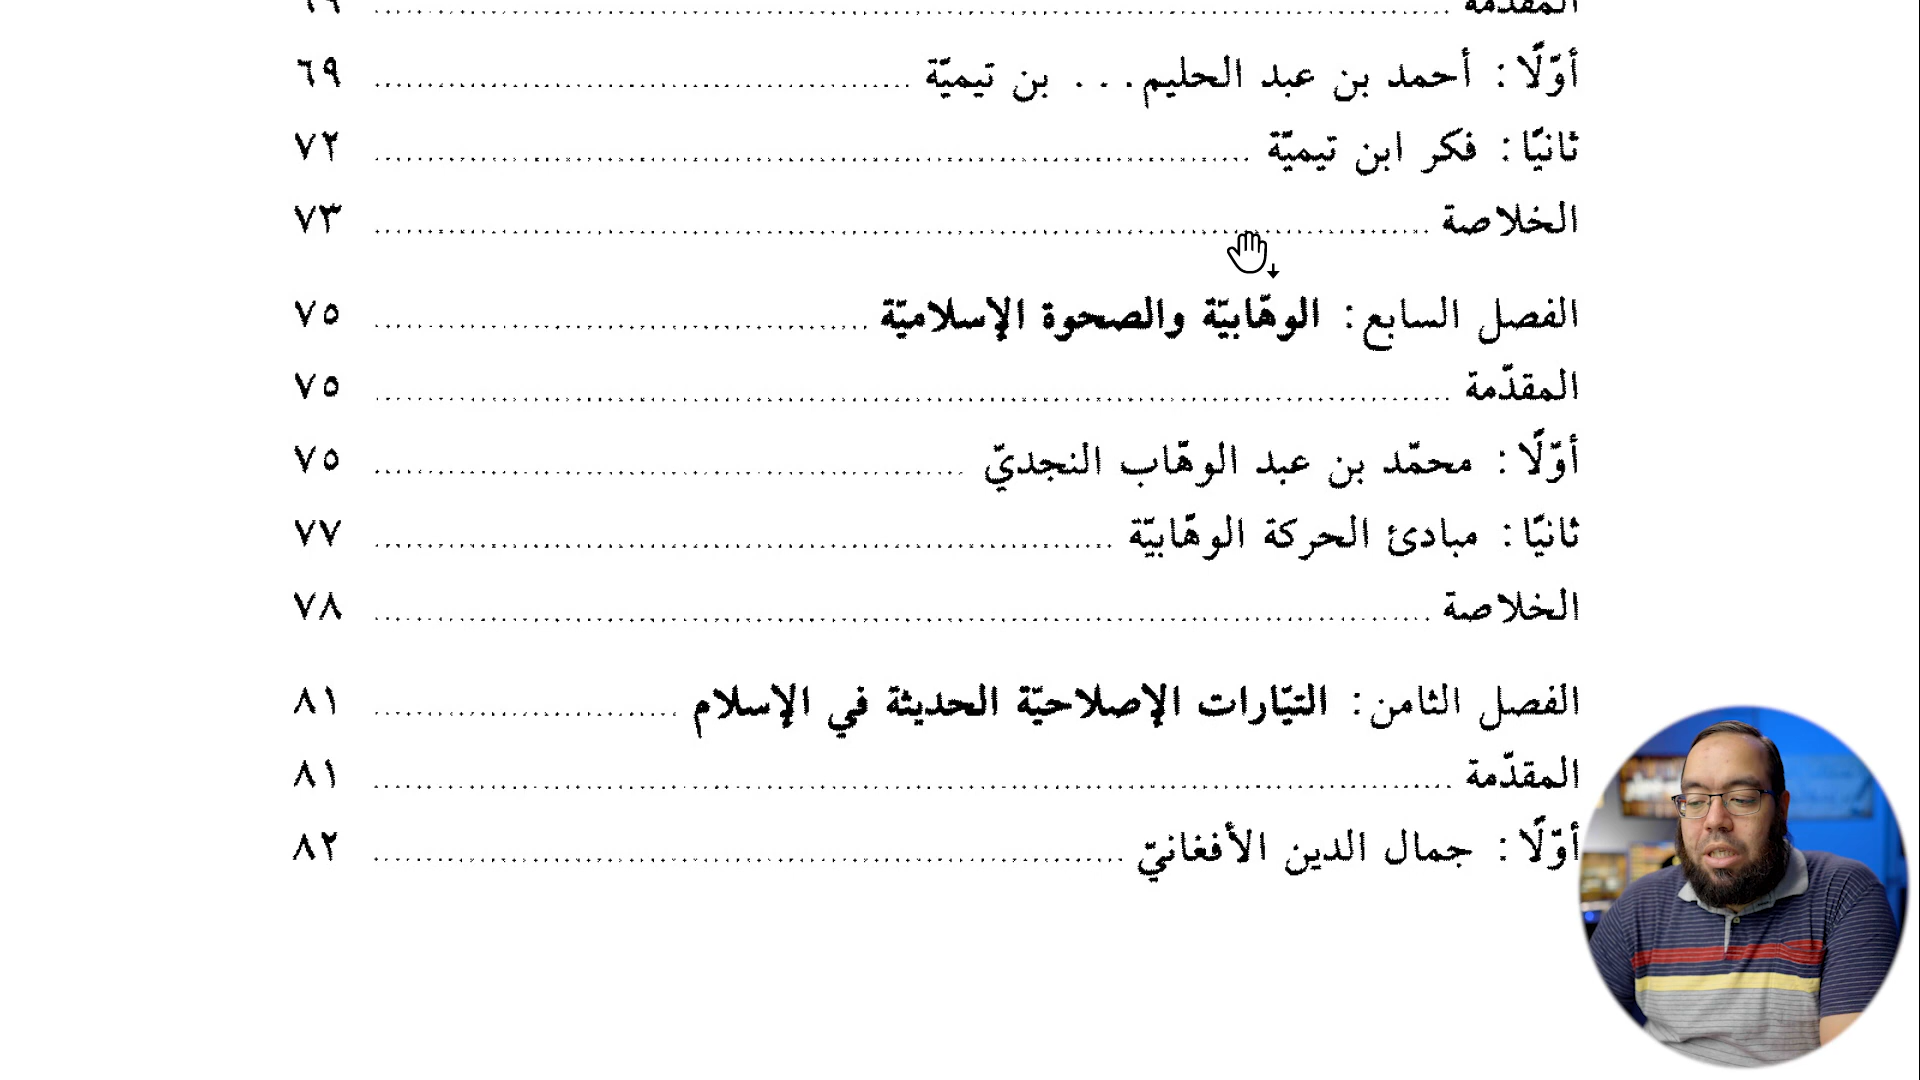 المقدّمة ........ ٦٩
أوّلًا: أحمد بن عبد الحليم... بن تيميّة ........ ٦٩
ثانيًّا: فكر ابن تيميّة ........ ٧٢
الخلاصة ........ ٧٣
الفصل السابع: الوهّابيّة والصحوة الإسلاميّة ........ ٧٥
المقدّمة ........ ٧٥
أوّلًا: محمّد بن عبد الوهّاب النجديّ ........ ٧٥
ثانيًّا: مبادئ الحركة الوهّابيّة ........ ٧٧
الخلاصة ........ ٧٨
الفصل الثامن: التيّارات الإصلاحيّة الحديثة في الإسلام ........ ٨١
المقدّمة ........ ٨١
أوّلًا: جمال الدين الأفغانيّ ........ ٨٢